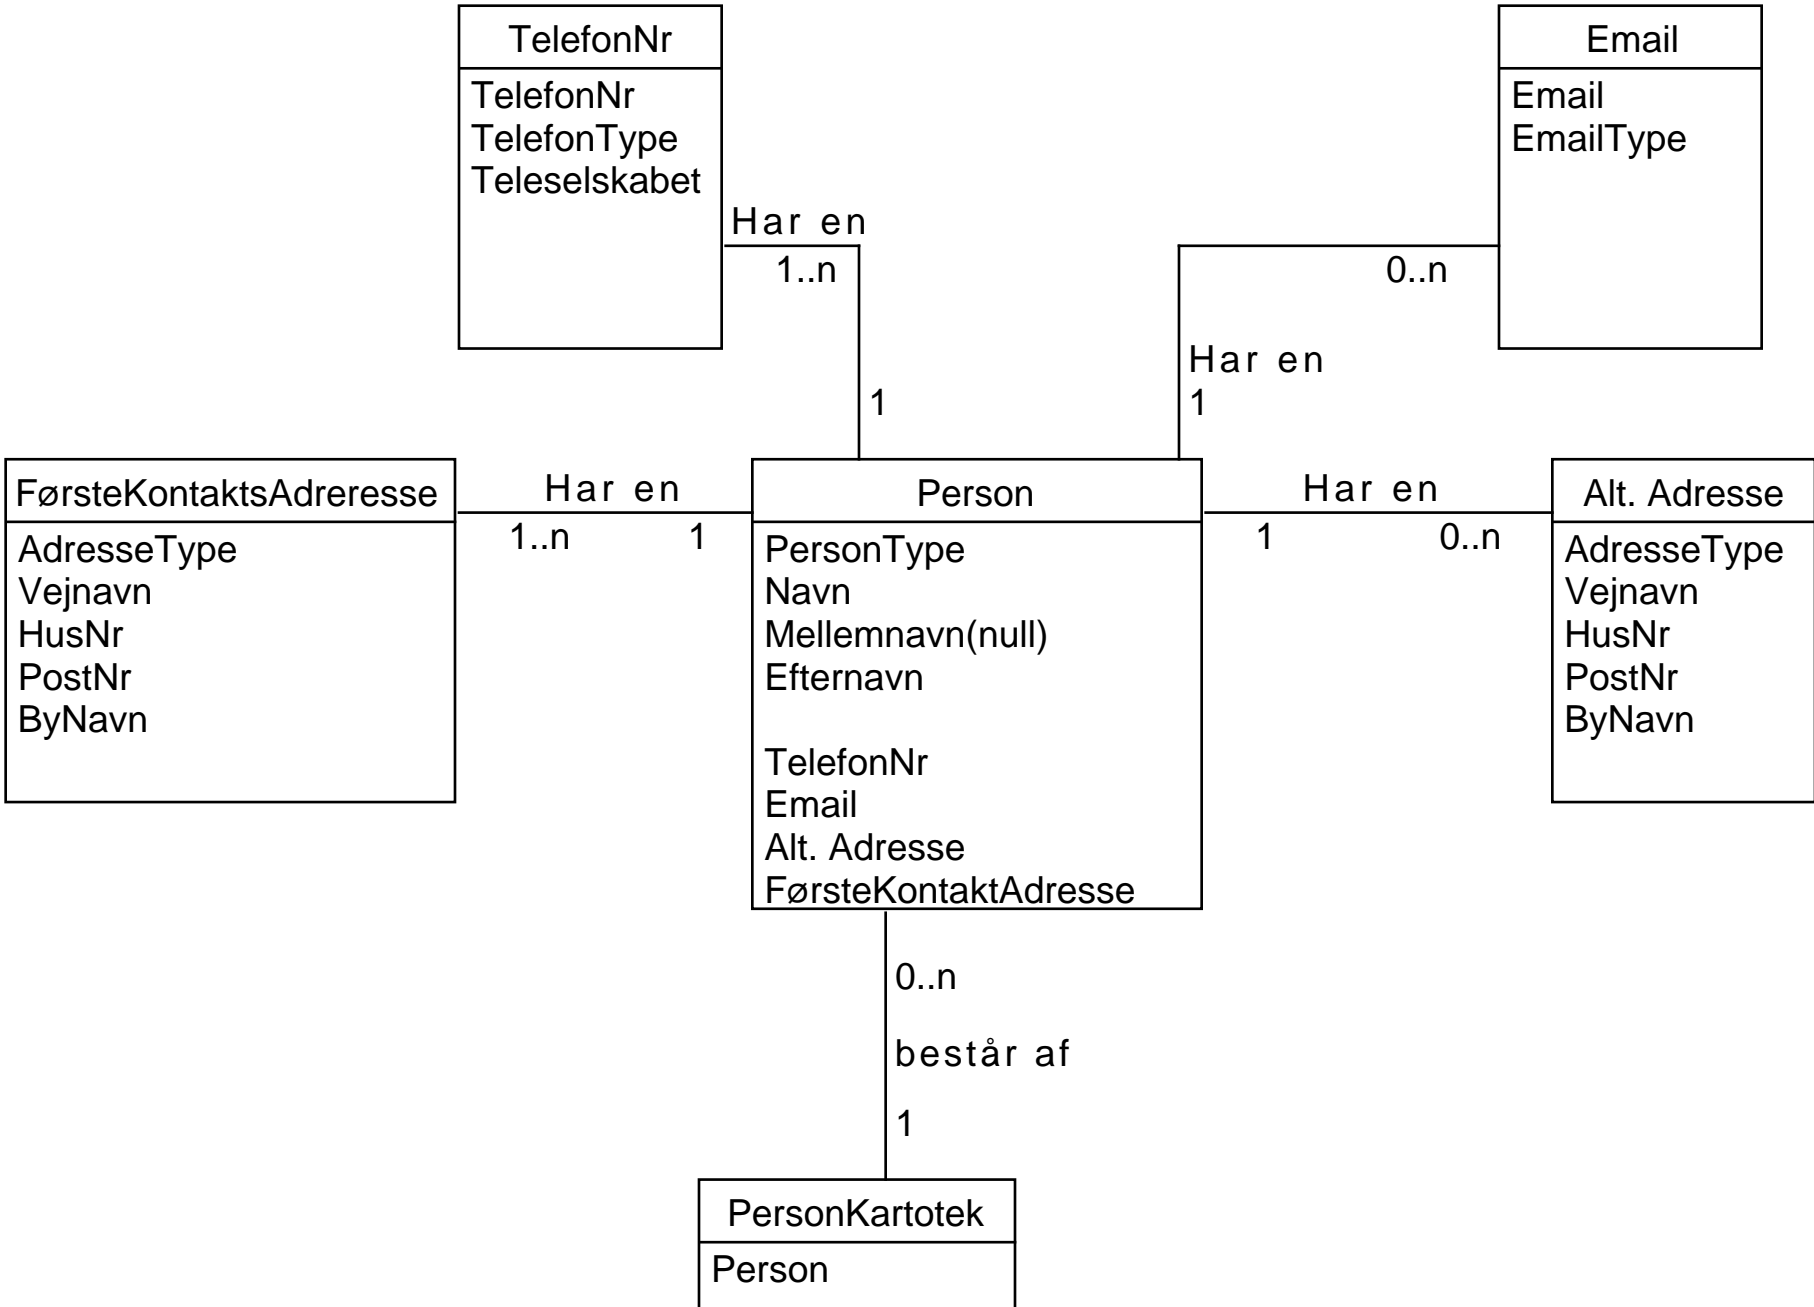 TelefonNr
TelefonNr
TelefonType
Teleselskabet
Email
Email
EmailType
Har en
1..n
1
0..n
Har en
1
FørsteKontaktsAdreresse
AdresseType
Vejnavn
HusNr
PostNr
ByNavn
Har en
1..n 1
Person
PersonType
Navn
Mellemnavn(null)
Efternavn
TelefonNr
Email
Alt. Adresse
FørsteKontaktAdresse
Har en
1 0..n
Alt. Adresse
AdresseType
Vejnavn
HusNr
PostNr
ByNavn
0..n
består af
1
PersonKartotek
Person